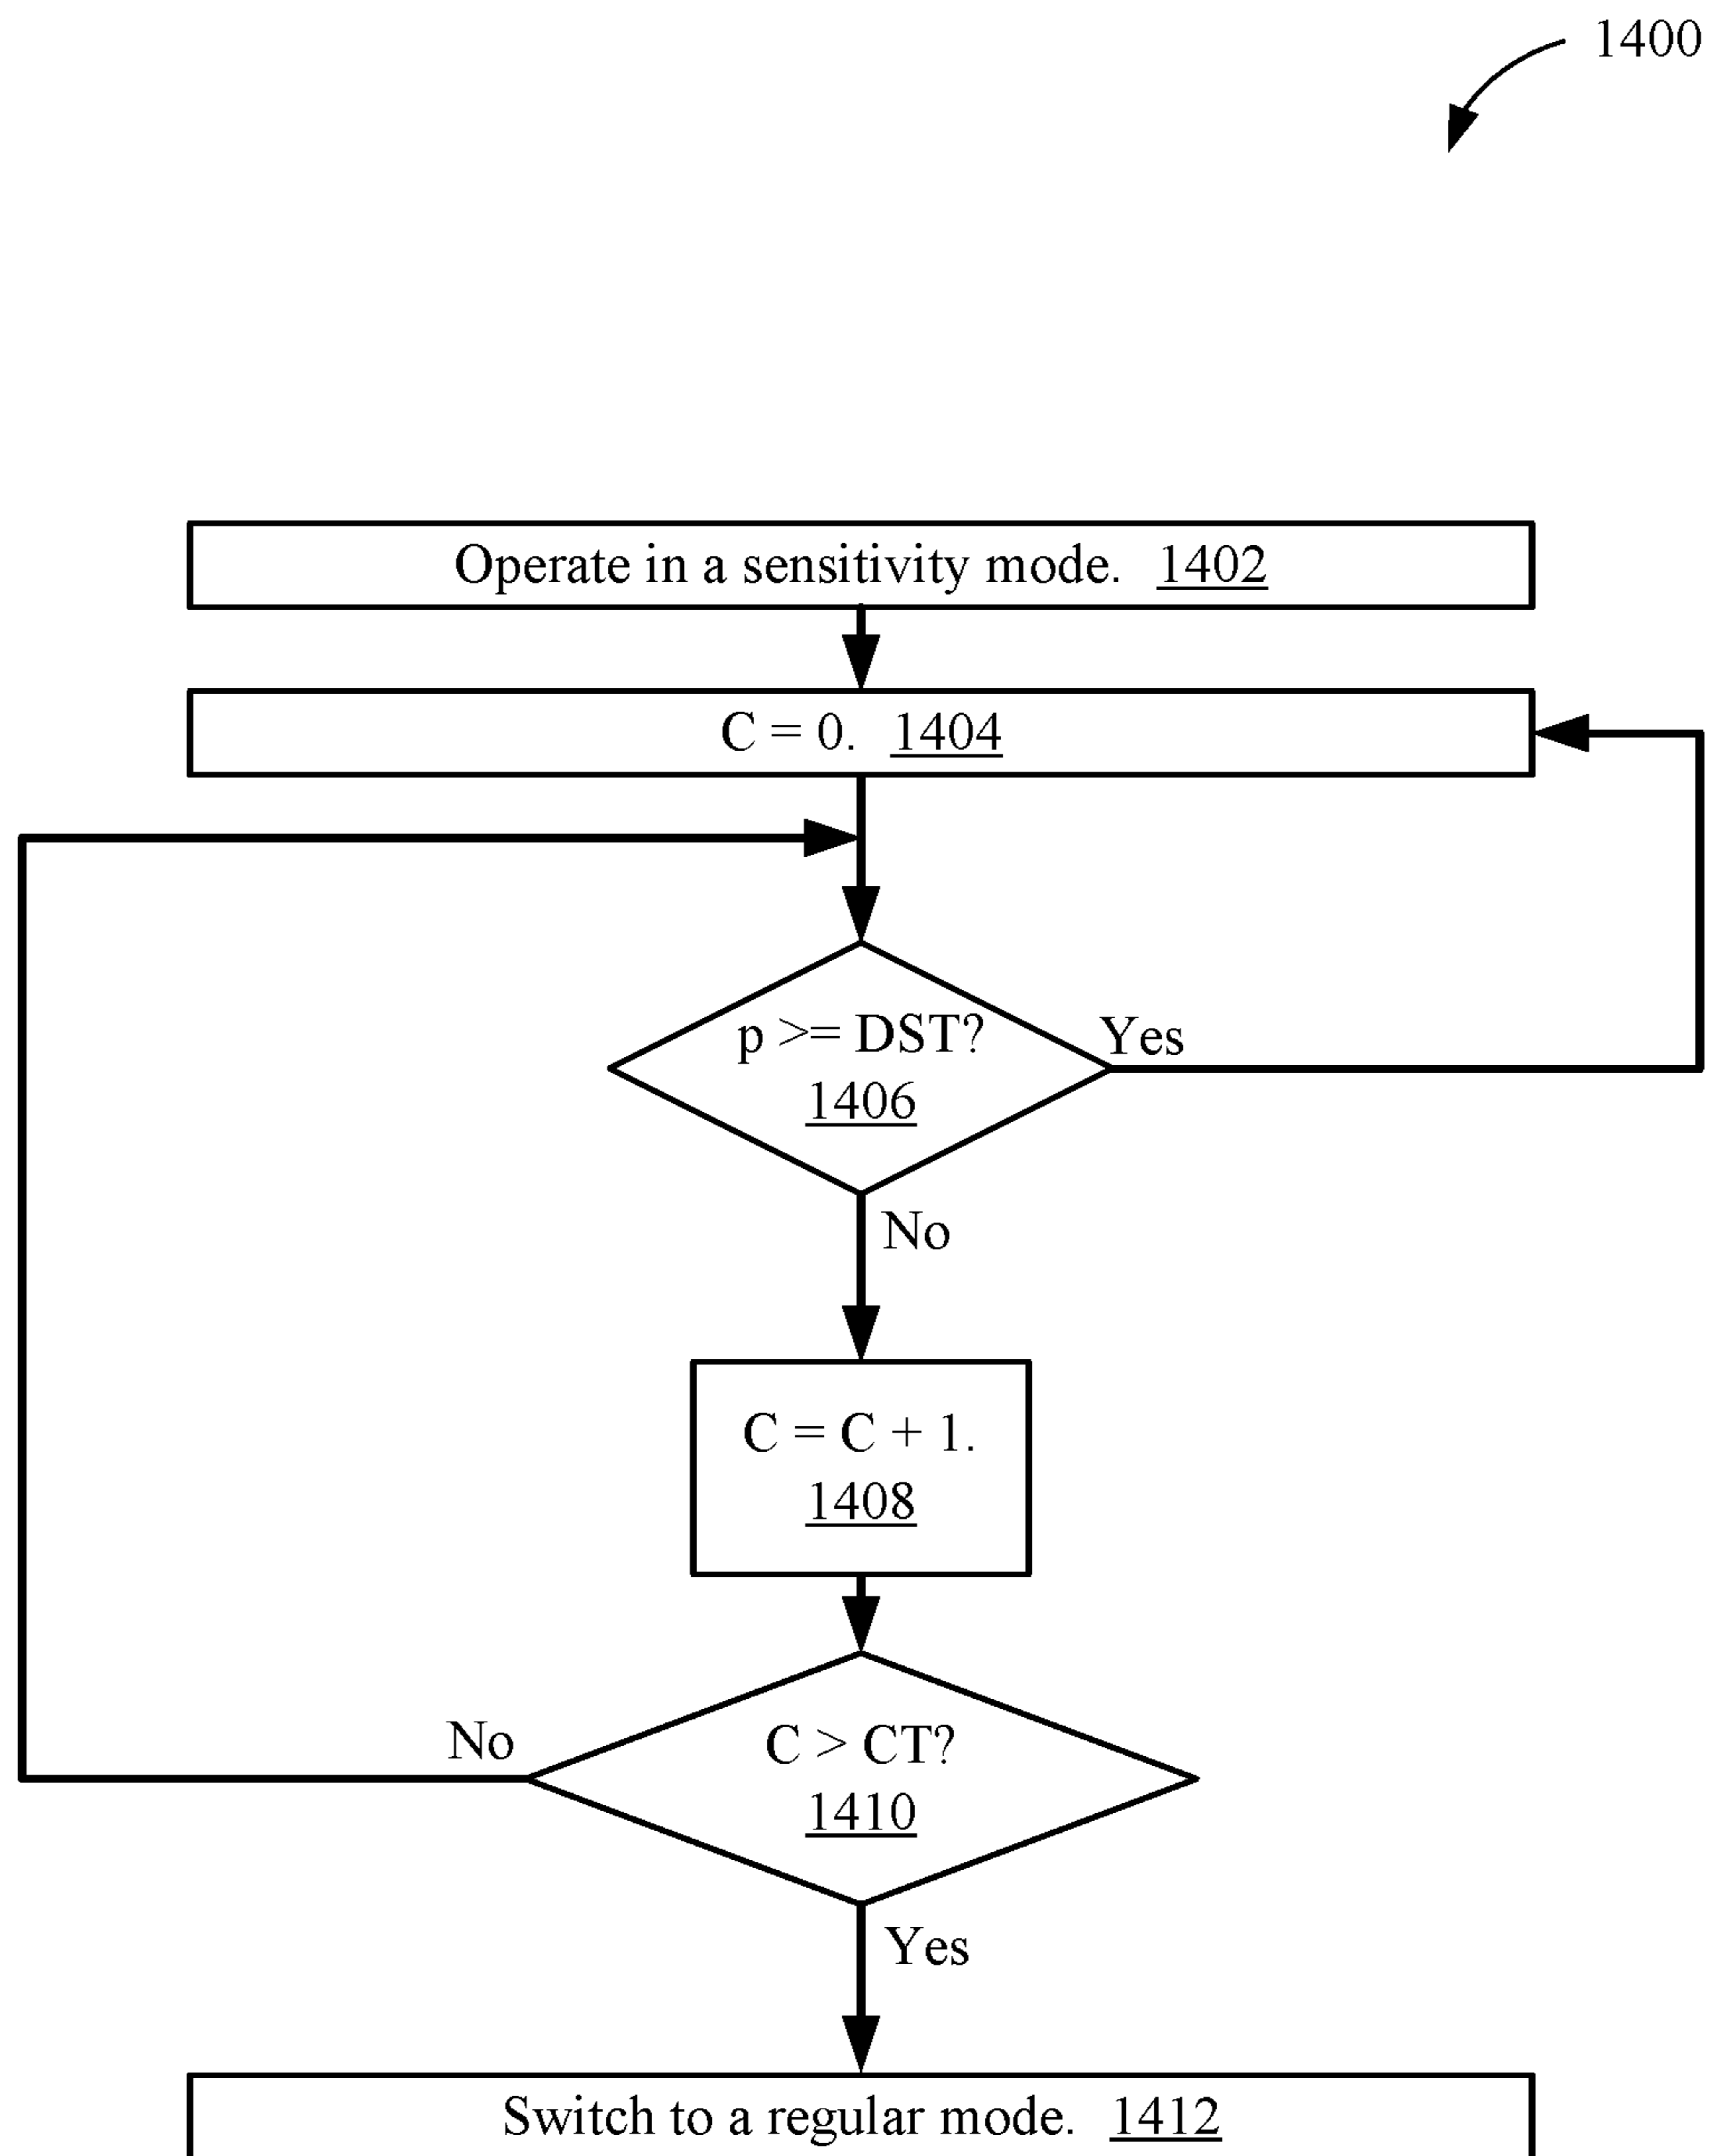 1400
Operate in a sensitivity mode. 1402
C = 0. 1404
p >= DST?
1406
Yes
No
C = C + 1.
1408
C > CT?
1410
No
Yes
Switch to a regular mode. 1412